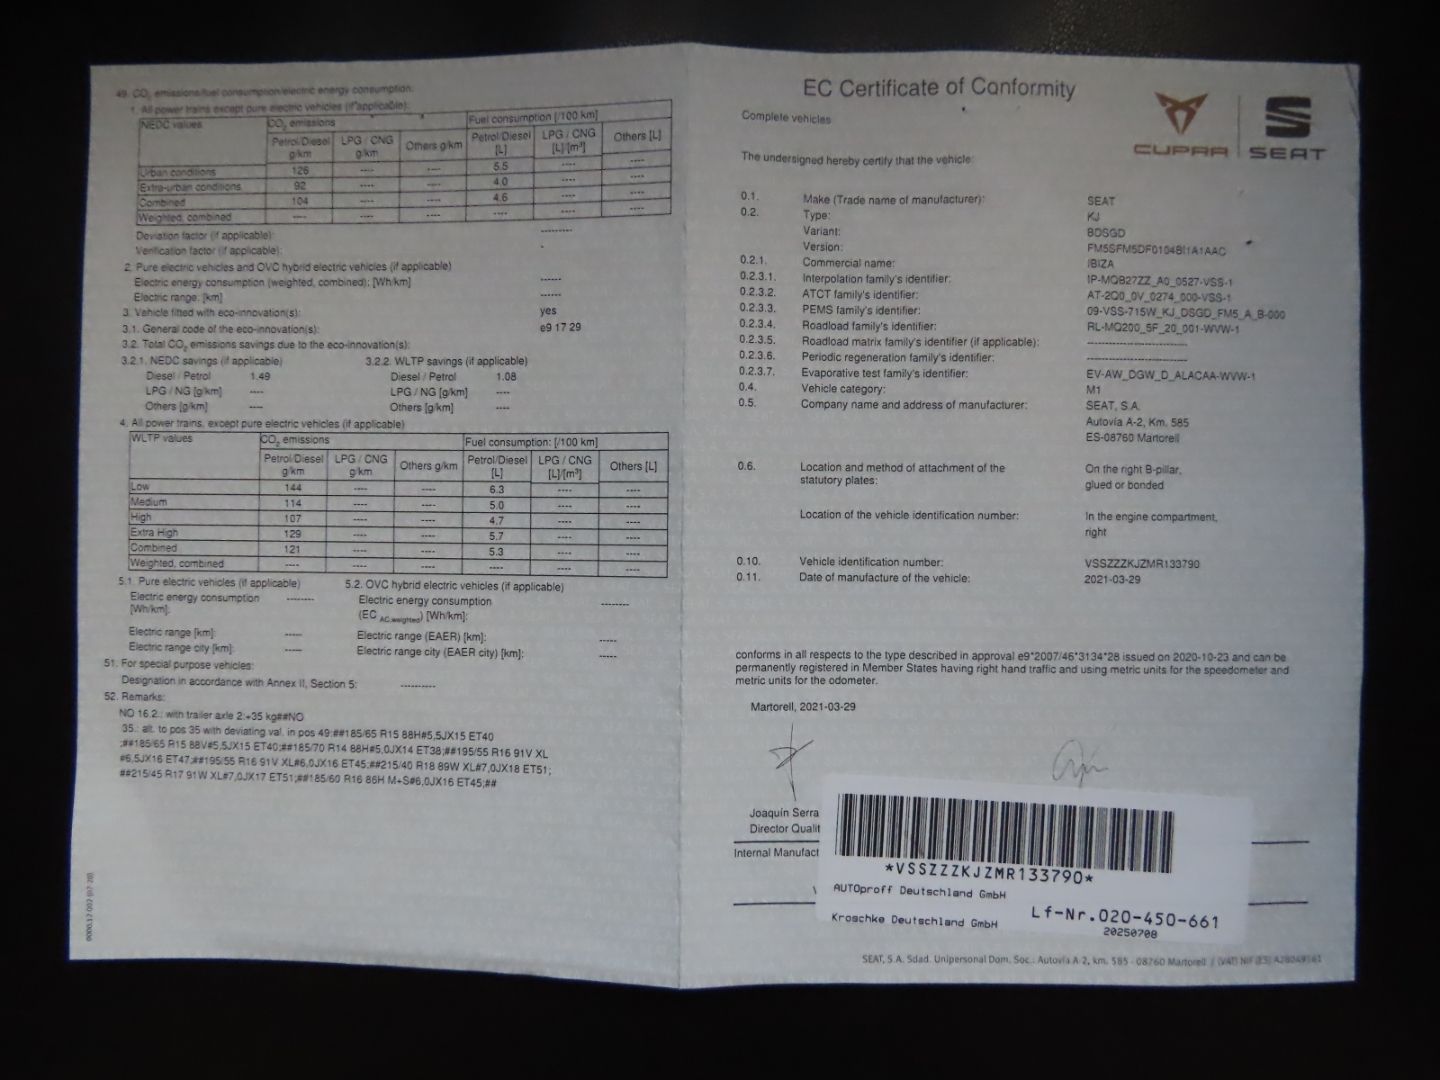 49. CO2 emissions/fuel consumption/electric energy consumption:
1. All power trains except pure electric vehicles (if applicable):
NEDC values CO2 emissions Fuel consumption [/100 km]
Petrol/Diesel g/km LPG / CNG g/km Others g/km Petrol/Diesel [L] LPG / CNG [L]/[m³] Others [L]
Urban conditions 126 ---- ---- 5.5 ---- ----
Extra-urban conditions 92 ---- ---- 4.0 ---- ----
Combined 104 ---- ---- 4.6 ---- ----
Weighted, combined ---- ---- ---- ---- ---- ----
Deviation factor (if applicable): ---------
Verification factor (if applicable): -
2. Pure electric vehicles and OVC hybrid electric vehicles (if applicable)
Electric energy consumption (weighted, combined): [Wh/km] ------
Electric range: [km] ------
3. Vehicle fitted with eco-innovation(s): yes
3.1. General code of the eco-innovation(s): e9 17 29
3.2. Total CO2 emissions savings due to the eco-innovation(s):
3.2.1. NEDC savings (if applicable) 3.2.2. WLTP savings (if applicable)
Diesel / Petrol 1.49 Diesel / Petrol 1.08
LPG / NG [g/km] ---- LPG / NG [g/km] ----
Others [g/km] ---- Others [g/km] ----
4. All power trains, except pure electric vehicles (if applicable)
WLTP values CO2 emissions Fuel consumption: [/100 km]
Petrol/Diesel g/km LPG / CNG g/km Others g/km Petrol/Diesel [L] LPG / CNG [L]/[m³] Others [L]
Low 144 ---- ---- 6.3 ---- ----
Medium 114 ---- ---- 5.0 ---- ----
High 107 ---- ---- 4.7 ---- ----
Extra High 129 ---- ---- 5.7 ---- ----
Combined 121 ---- ---- 5.3 ---- ----
Weighted, combined ---- ---- ---- ---- ---- ----
5.1. Pure electric vehicles (if applicable) 5.2. OVC hybrid electric vehicles (if applicable)
Electric energy consumption -------- Electric energy consumption --------
[Wh/km]: (EC AC,weighted) [Wh/km]:
Electric range [km]: ----- Electric range (EAER) [km]: -----
Electric range city [km]: ----- Electric range city (EAER city) [km]: -----
51. For special purpose vehicles:
Designation in accordance with Annex II, Section 5: ----------
52. Remarks:
NO 16.2.: with trailer axle 2:+35 kg##NO
35.: alt. to pos 35 with deviating val. in pos 49:##185/65 R15 88H#5,5JX15 ET40
;##185/65 R15 88V#5,5JX15 ET40;##185/70 R14 88H#5,0JX14 ET38;##195/55 R16 91V XL
#6,5JX16 ET47;##195/55 R16 91V XL#6,0JX16 ET45;##215/40 R18 89W XL#7,0JX18 ET51;
##215/45 R17 91W XL#7,0JX17 ET51;##185/60 R16 86H M+S#6,0JX16 ET45;##
EC Certificate of Conformity
Complete vehicles
CUPRA SEAT
The undersigned hereby certify that the vehicle:
0.1. Make (Trade name of manufacturer): SEAT
0.2. Type: KJ
Variant: BDSGD
Version: FM5SFM5DF0104BI1A1AAC
0.2.1. Commercial name: IBIZA
0.2.3.1. Interpolation family's identifier: IP-MQB27ZZ_A0_0527-VSS-1
0.2.3.2. ATCT family's identifier: AT-2Q0_0V_0274_000-VSS-1
0.2.3.3. PEMS family's identifier: 09-VSS-715W_KJ_DSGD_FM5_A_B-000
0.2.3.4. Roadload family's identifier: RL-MQ200_5F_20_001-WVW-1
0.2.3.5. Roadload matrix family's identifier (if applicable): -------------------------
0.2.3.6. Periodic regeneration family's identifier: -------------------------
0.2.3.7. Evaporative test family's identifier: EV-AW_DGW_D_ALACAA-WVW-1
0.4. Vehicle category: M1
0.5. Company name and address of manufacturer: SEAT, S.A.
Autovía A-2, Km. 585
ES-08760 Martorell
0.6. Location and method of attachment of the On the right B-pillar,
statutory plates: glued or bonded
Location of the vehicle identification number: In the engine compartment,
right
0.10. Vehicle identification number: VSSZZZKJZMR133790
0.11. Date of manufacture of the vehicle: 2021-03-29
conforms in all respects to the type described in approval e9*2007/46*3134*28 issued on 2020-10-23 and can be
permanently registered in Member States having right hand traffic and using metric units for the speedometer and
metric units for the odometer.
Martorell, 2021-03-29
Joaquín Serra
Director Qualit
Internal Manufact
*VSSZZZKJZMR133790*
AUTOproff Deutschland GmbH
Kroschke Deutschland GmbH Lf-Nr.020-450-661
20250708
SEAT, S.A. Sdad. Unipersonal Dom. Soc.: Autovía A-2, km. 585 - 08760 Martorell / (VAT) NIF (ES) A28049161